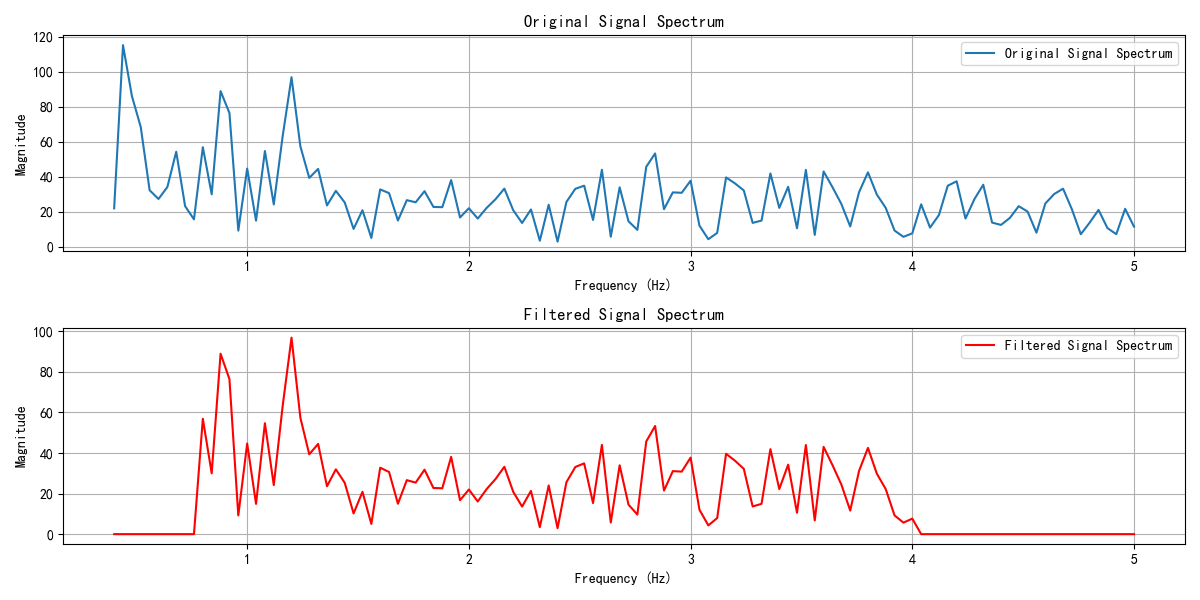 Original Signal Spectrum
120
100
80
60
40
20
0
Magnitude
Original Signal Spectrum
1
2
3
4
5
Frequency (Hz)
Filtered Signal Spectrum
100
80
60
40
20
0
Magnitude
Filtered Signal Spectrum
1
2
3
4
5
Frequency (Hz)